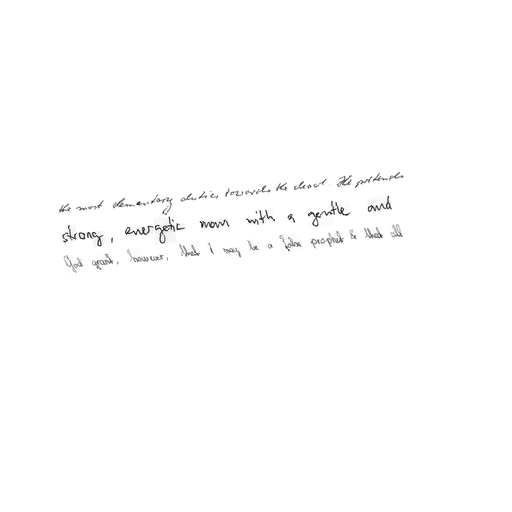 the most elementary duties towards the dead. He pretends
strong, energetic man with a gentle and
God grant, however, that I may be a false prophet & that all